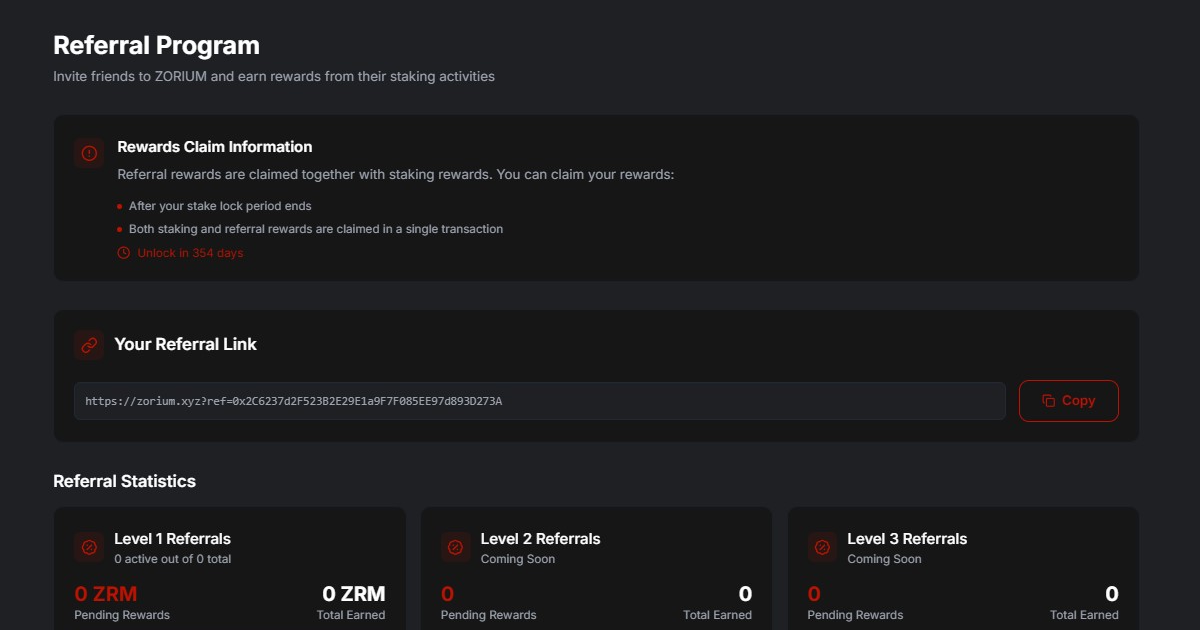 Referral Program
Invite friends to ZORIUM and earn rewards from their staking activities
Rewards Claim Information
Referral rewards are claimed together with staking rewards. You can claim your rewards:
After your stake lock period ends
Both staking and referral rewards are claimed in a single transaction
Unlock in 354 days
Your Referral Link
https://zorium.xyz?ref=0x2C6237d2F523B2E29E1a9F7F085EE97d893D273A
Copy
Referral Statistics
Level 1 Referrals
0 active out of 0 total
0 ZRM
Pending Rewards
0 ZRM
Total Earned
Level 2 Referrals
Coming Soon
0
Pending Rewards
0
Total Earned
Level 3 Referrals
Coming Soon
0
Pending Rewards
0
Total Earned